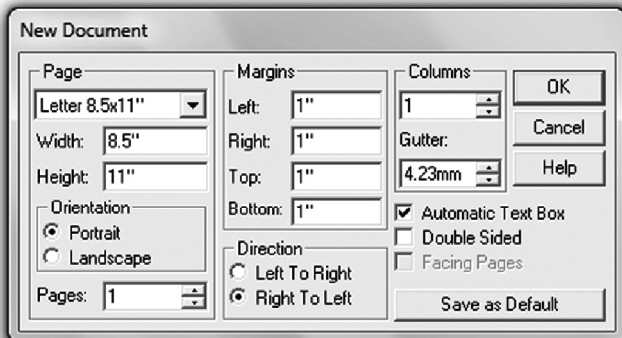 New Document
Page
Letter 8.5x11"
Width: 8.5"
Height: 11"
Orientation
Portrait
Landscape
Pages: 1
Margins
Left: 1"
Right: 1"
Top: 1"
Bottom: 1"
Direction
Left To Right
Right To Left
Columns
1
Gutter:
4.23mm
Automatic Text Box
Double Sided
Facing Pages
OK
Cancel
Help
Save as Default